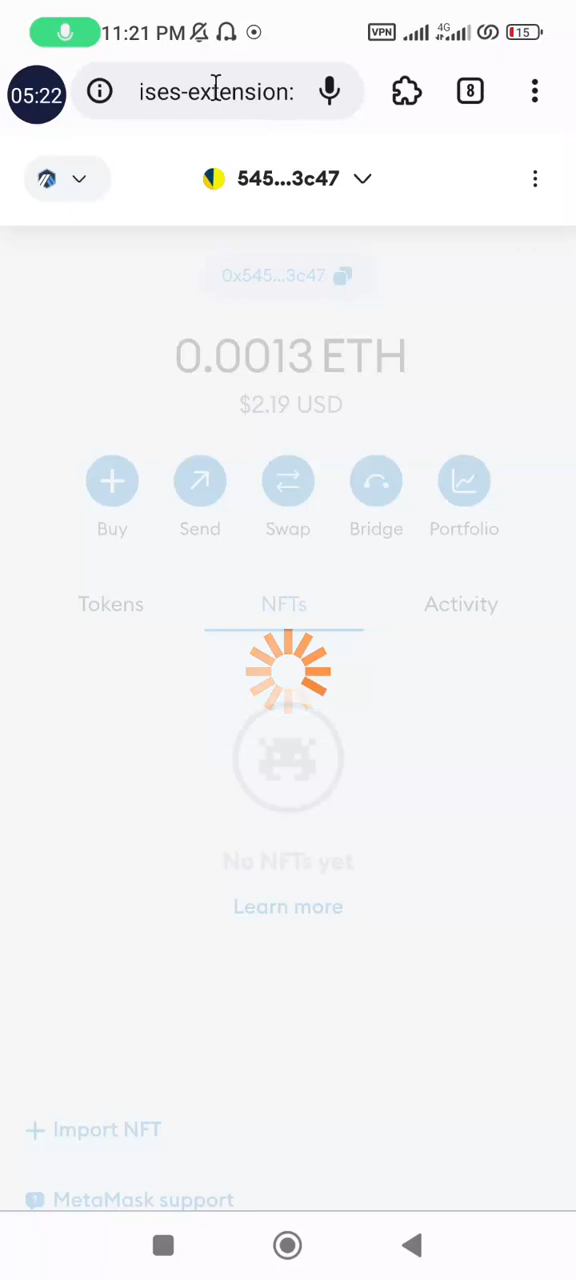 11:21 PM VPN 4G 15
05:22 ises-extension: 8
545...3c47
0x545...3c47
0.0013 ETH
$2.19 USD
Buy Send Swap Bridge Portfolio
Tokens NFTs Activity
No NFTs yet
Learn more
Import NFT
MetaMask support